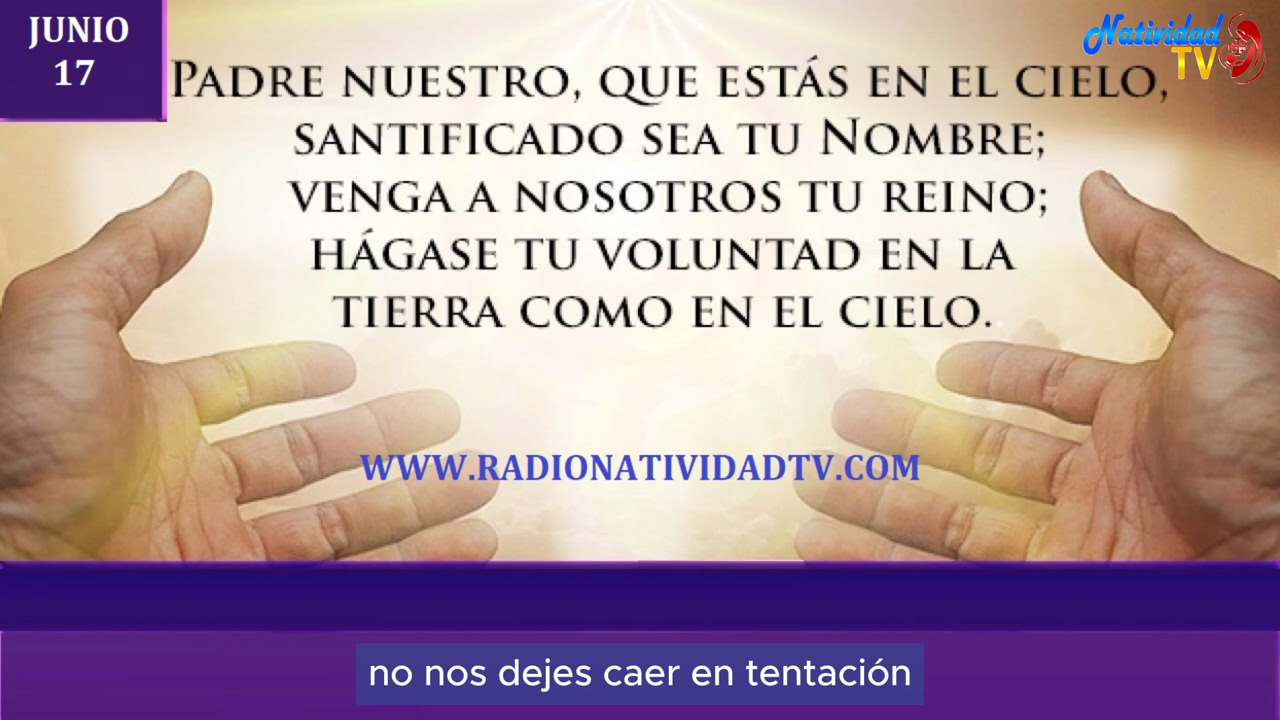 JUNIO
17
Natividad
TV
PADRE NUESTRO, QUE ESTÁS EN EL CIELO,
SANTIFICADO SEA TU NOMBRE;
VENGA A NOSOTROS TU REINO;
HÁGASE TU VOLUNTAD EN LA
TIERRA COMO EN EL CIELO.
WWW.RADIONATIVIDADTV.COM
no nos dejes caer en tentación